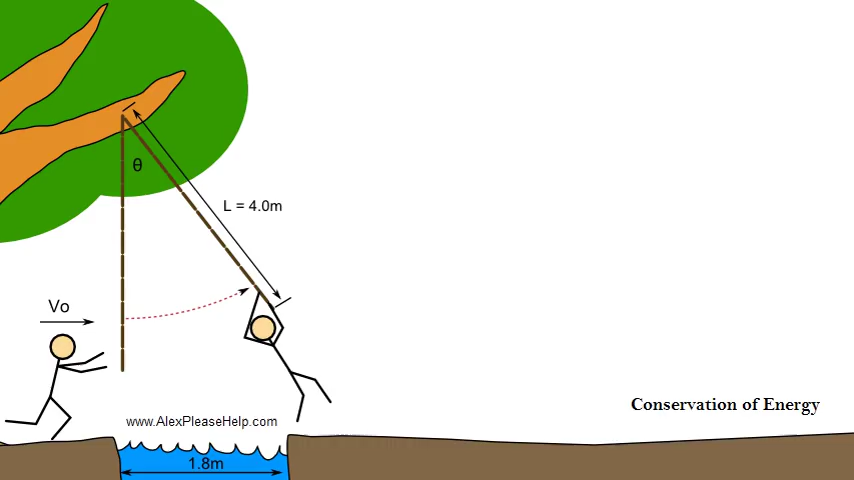 θ
L = 4.0m
Vo
Conservation of Energy
www.AlexPleaseHelp.com
1.8m